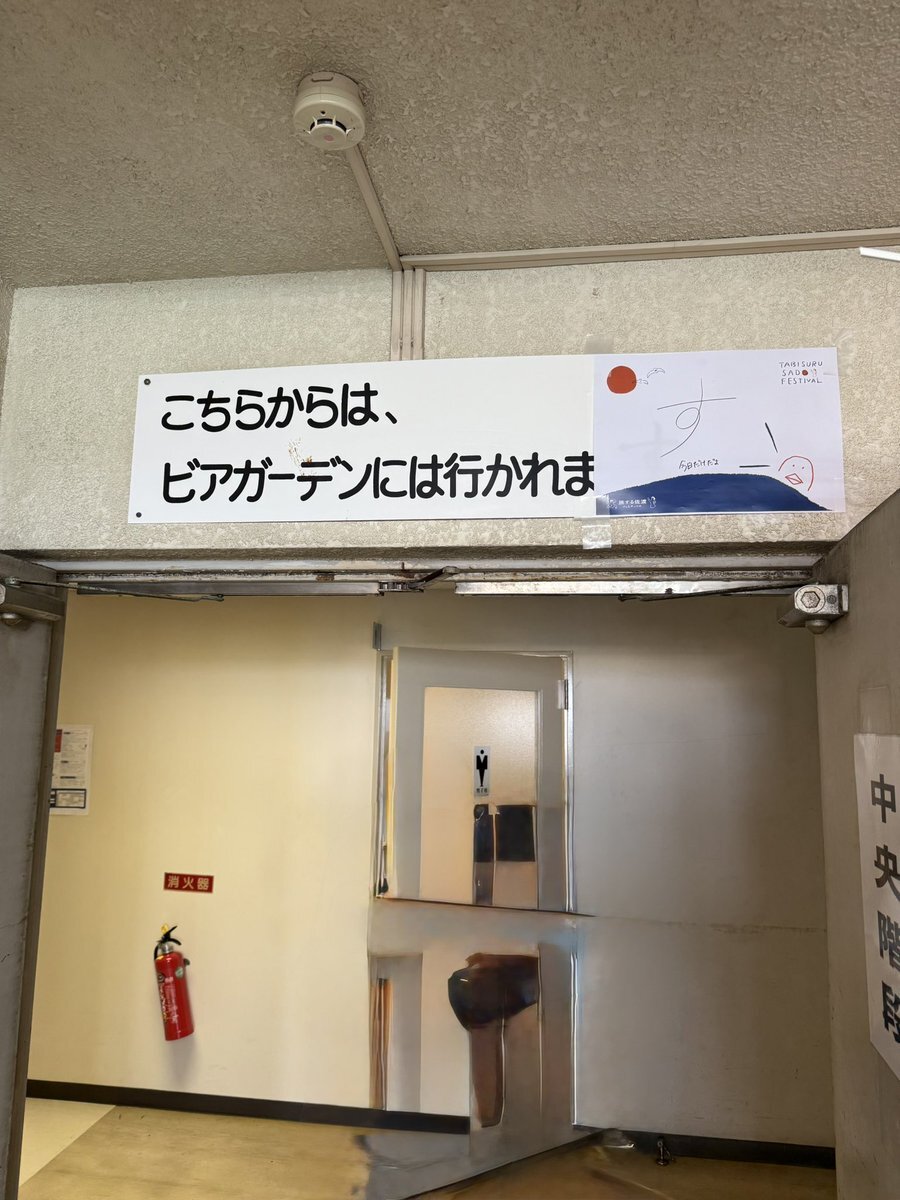 こちらからは、
ビアガーデンには行かれま
す
今日だけだよ
TABISURU
SADO
FESTIVAL
旅する佐渡
消火器
中央階段